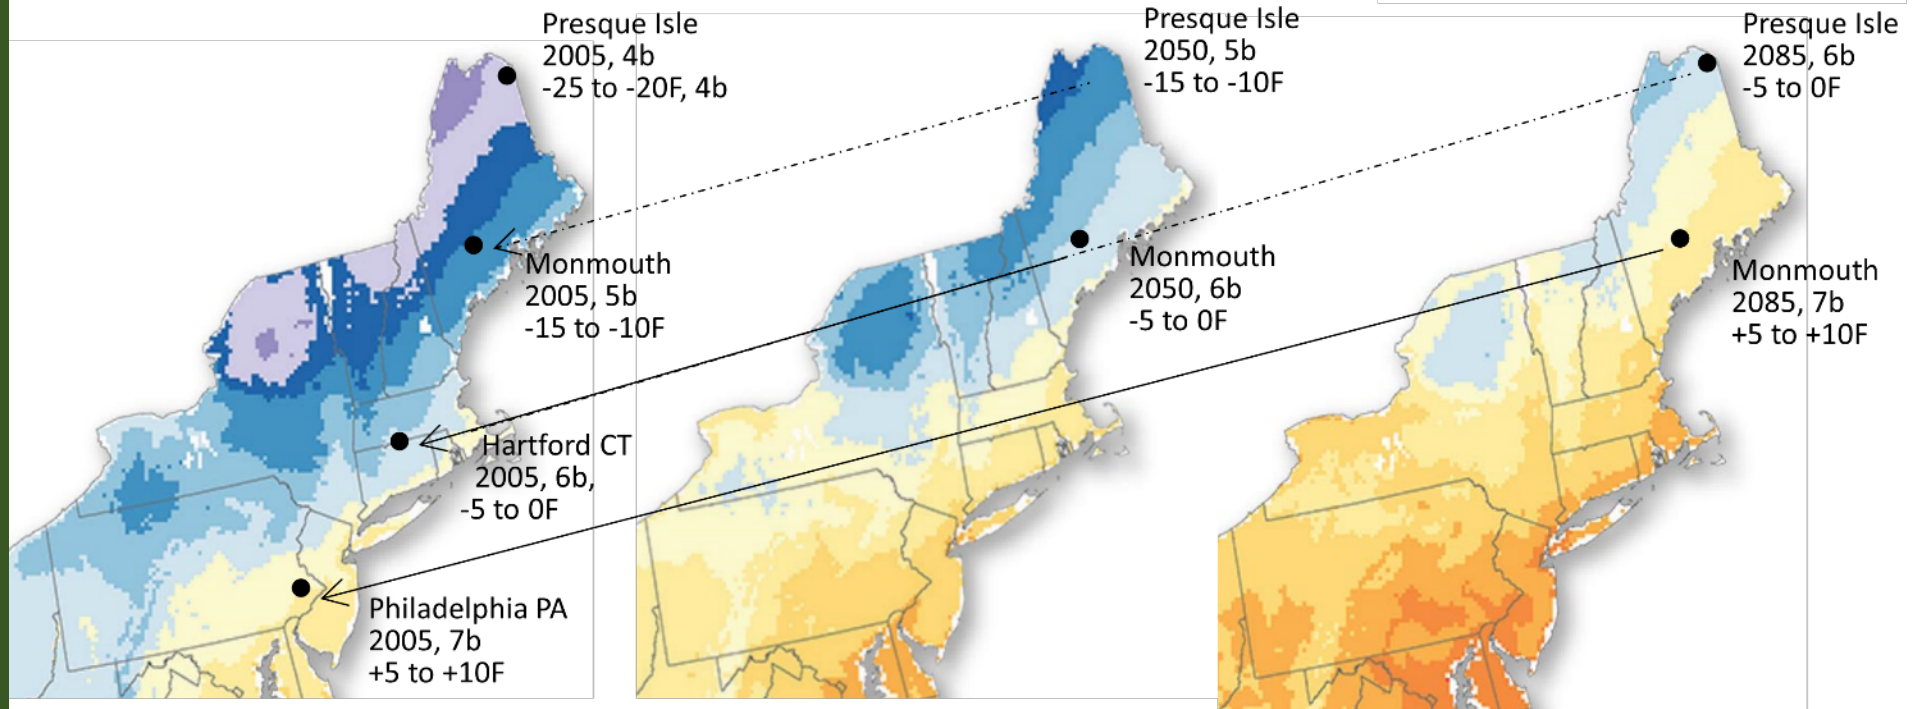 Presque Isle
2005, 4b
-25 to -20F, 4b
Monmouth
2005, 5b
-15 to -10F
Hartford CT
2005, 6b,
-5 to 0F
Philadelphia PA
2005, 7b
+5 to +10F
Presque Isle
2050, 5b
-15 to -10F
Monmouth
2050, 6b
-5 to 0F
Presque Isle
2085, 6b
-5 to 0F
Monmouth
2085, 7b
+5 to +10F